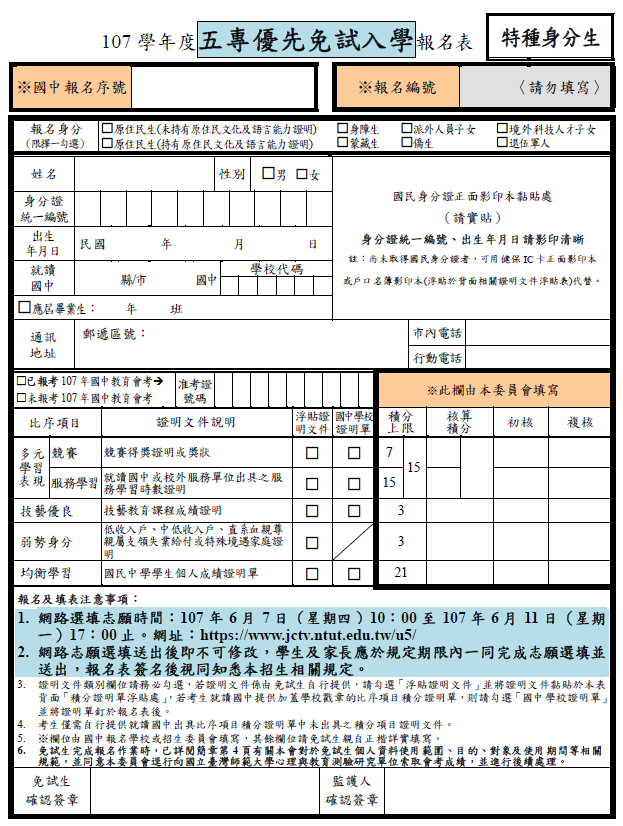 107 學年度五專優先免試入學報名表
特種身分生
※國中報名序號
※報名編號
〈請勿填寫〉
報名身分
(限擇一勾選)
□原住民生(未持有原住民文化及語言能力證明)
□身障生
□派外人員子女
□境外科技人才子女
□原住民生(持有原住民文化及語言能力證明)
□蒙藏生
□僑生
□退伍軍人
姓名
性別
□男 □女
身分證
統一編號
出生
年月日
民國 年 月 日
就讀
國中
縣/市 國中
學校代碼
□應屆畢業生： 年 班
國民身分證正面影印本黏貼處
（請實貼）
身分證統一編號、出生年月日請影印清晰
註：尚未取得國民身分證者，可用健保 IC 卡正面影印本
或戶口名簿影印本(浮貼於背面相關證明文件浮貼表)代替。
通訊
地址
郵遞區號：
市內電話
行動電話
□已報考 107 年國中教育會考➔
□未報考 107 年國中教育會考
准考證
號碼
※此欄由本委員會填寫
比序項目
證明文件說明
浮貼證
明文件
國中學校
證明單
積分
上限
核算
積分
初核
複核
多元
學習
表現
競賽
競賽得獎證明或獎狀
□
□
7
15
服務學習
就讀國中或校外服務單位出具之服
務學習時數證明
□
□
15
技藝優良
技藝教育課程成績證明
□
□
3
弱勢身分
低收入戶、中低收入戶、直系血親尊
親屬支領失業給付或特殊境遇家庭證
明
□
3
均衡學習
國民中學學生個人成績證明單
□
□
21
報名及填表注意事項：
1. 網路選填志願時間：107 年 6 月 7 日（星期四）10：00 至 107 年 6 月 11 日（星期
一）17：00 止。網址：https://www.jctv.ntut.edu.tw/u5/
2. 網路志願選填送出後即不可修改，學生及家長應於規定期限內一同完成志願選填並
送出，報名表簽名後視同知悉本招生相關規定。
3. 證明文件類別欄位請務必勾選，若證明文件係由免試生自行提供，請勾選「浮貼證明文件」並將證明文件黏貼於本表
背面「積分證明單浮貼處」，若考生就讀國中提供加蓋學校戳章的比序項目積分證明單，則請勾選「國中學校證明單」
並將證明單訂於報名表後。
4. 考生僅需自行提供就讀國中出具比序項目積分證明單中未出具之積分項目證明文件。
5. ※欄位由國中報名學校或招生委員會填寫，其餘欄位請免試生親自正楷詳實填寫。
6. 免試生完成報名作業時，已詳閱簡章第 4 頁有關本會對於免試生個人資料使用範圍、目的、對象及使用期間等相關
規範，並同意本委員會逕行向國立臺灣師範大學心理與教育測驗研究單位索取會考成績，並進行後續處理。
免試生
確認簽章
監護人
確認簽章